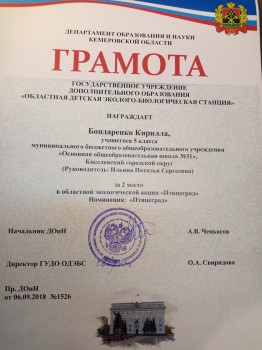 ДЕПАРТАМЕНТ ОБРАЗОВАНИЯ И НАУКИ
КЕМЕРОВСКОЙ ОБЛАСТИ
ГРАМОТА
ГОСУДАРСТВЕННОЕ УЧРЕЖДЕНИЕ
ДОПОЛНИТЕЛЬНОГО ОБРАЗОВАНИЯ
«ОБЛАСТНАЯ ДЕТСКАЯ ЭКОЛОГО-БИОЛОГИЧЕСКАЯ СТАНЦИЯ»
НАГРАЖДАЕТ
Бондаренко Кирилла,
учащегося 5 класса
муниципального бюджетного общеобразовательного учреждения
«Основная общеобразовательная школа №31»,
Киселевский городской округ
(Руководитель: Ильина Наталья Сергеевна)
за 2 место
в областной экологической акции «Птицеград»
Номинация: «Птицеград»
Начальник ДОиН А.В. Чепкасов
Директор ГУДО ОДЭБС О.А. Свиридова
Пр. ДОиН
от 06.09.2018 №1526